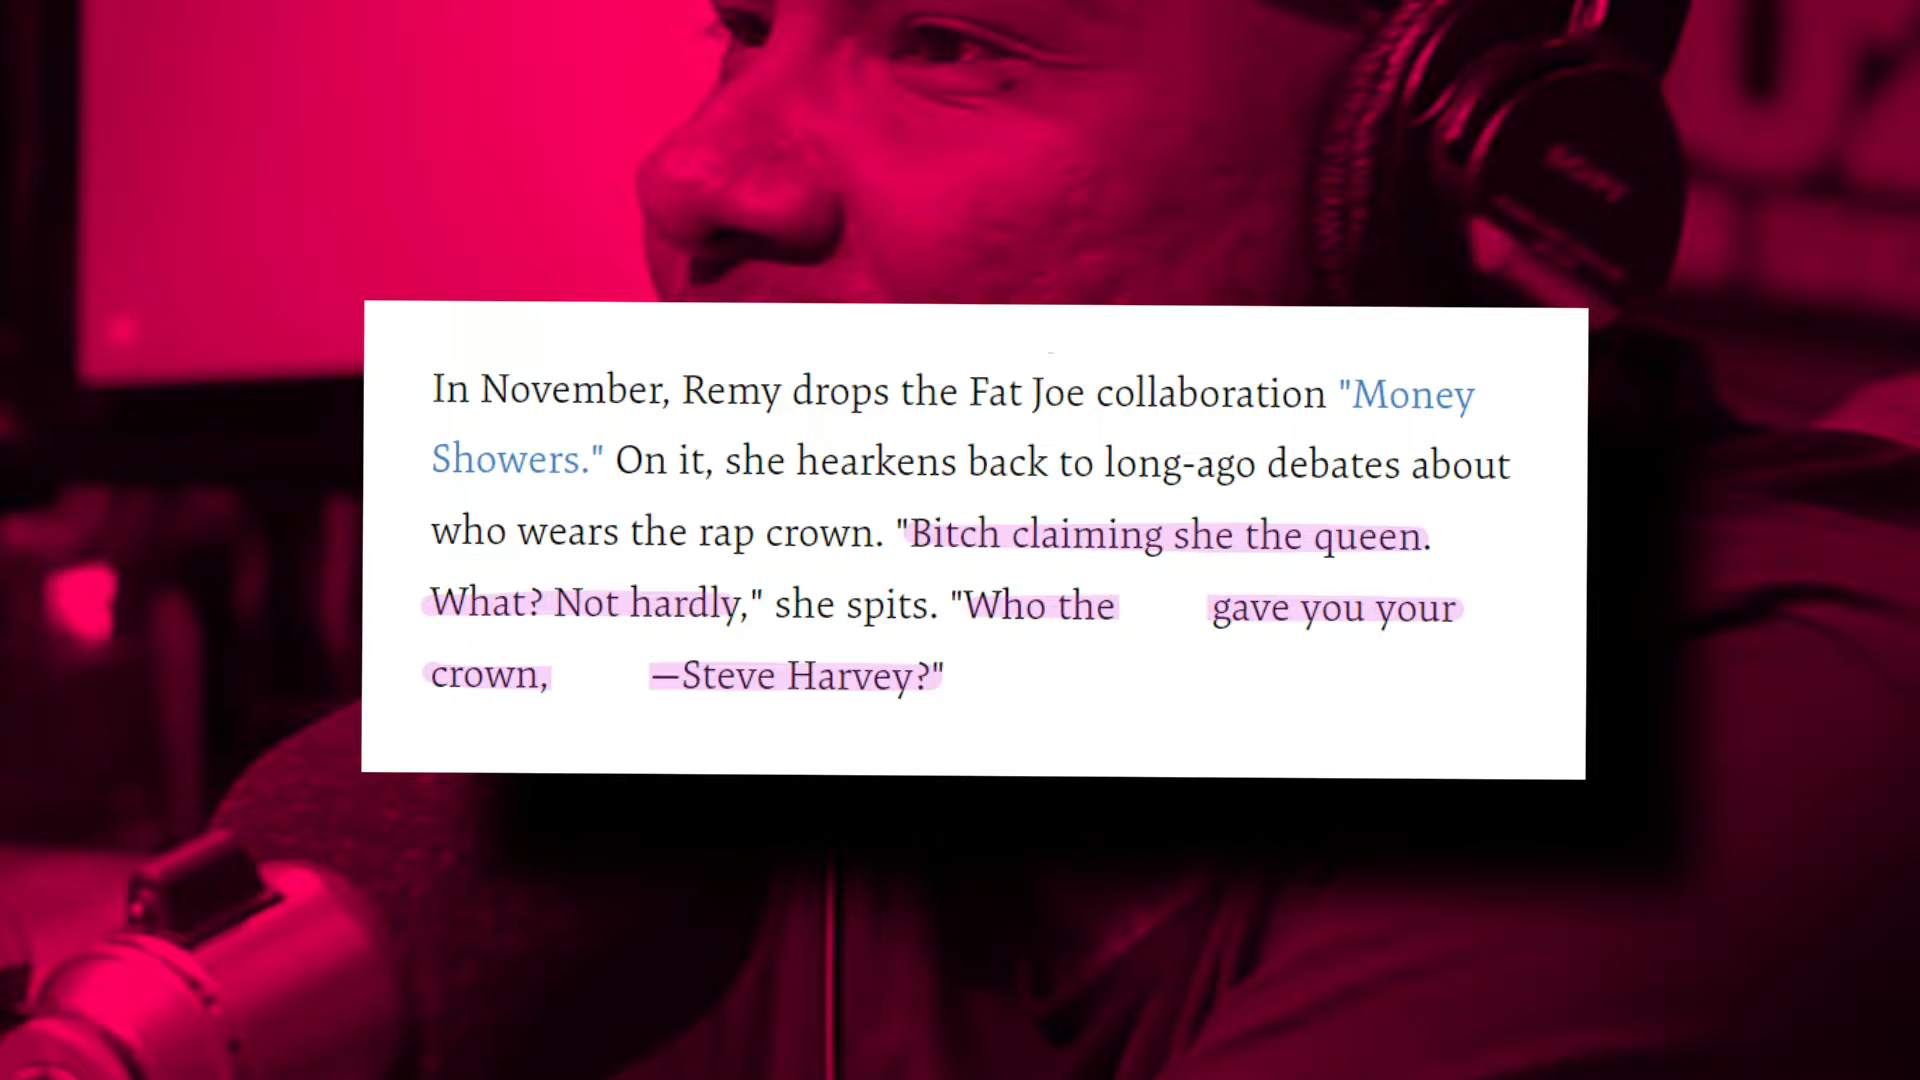 In November, Remy drops the Fat Joe collaboration "Money
Showers." On it, she hearkens back to long-ago debates about
who wears the rap crown. "Bitch claiming she the queen.
What? Not hardly," she spits. "Who the gave you your
crown, —Steve Harvey?"
SONY